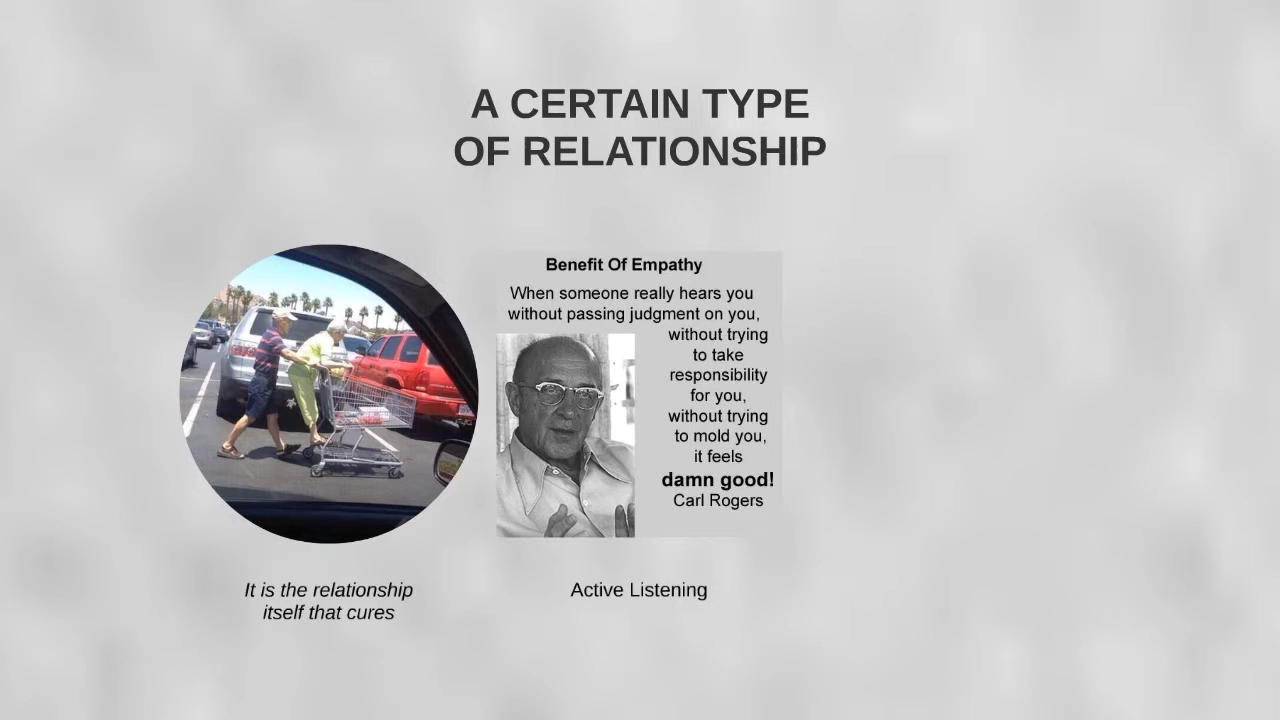 A CERTAIN TYPE
OF RELATIONSHIP
Benefit Of Empathy
When someone really hears you
without passing judgment on you,
without trying
to take
responsibility
for you,
without trying
to mold you,
it feels
damn good!
Carl Rogers
It is the relationship
itself that cures
Active Listening